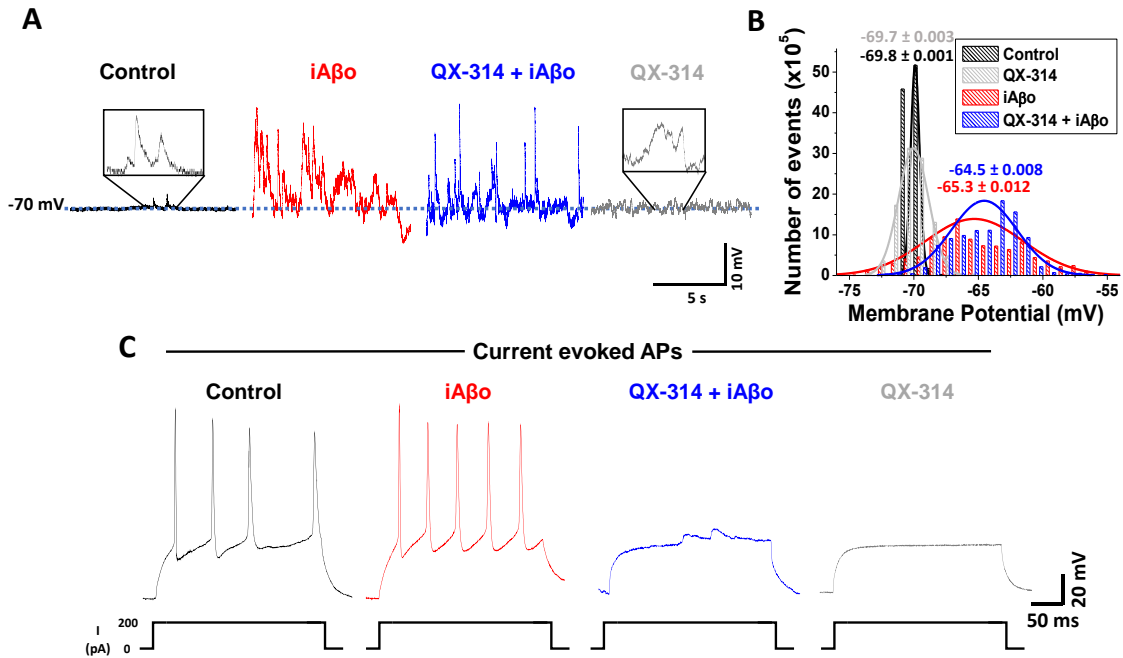 A
Control
iAβo
QX-314 + iAβo
QX-314
-70 mV
10 mV
5 s
B
-69.7 ± 0.003
-69.8 ± 0.001
Control
QX-314
iAβo
QX-314 + iAβo
-64.5 ± 0.008
-65.3 ± 0.012
Number of events (x10⁵)
50
40
30
20
10
0
-75 -70 -65 -60 -55
Membrane Potential (mV)
C
Current evoked APs
Control
iAβo
QX-314 + iAβo
QX-314
20 mV
50 ms
I
(pA)
200
0